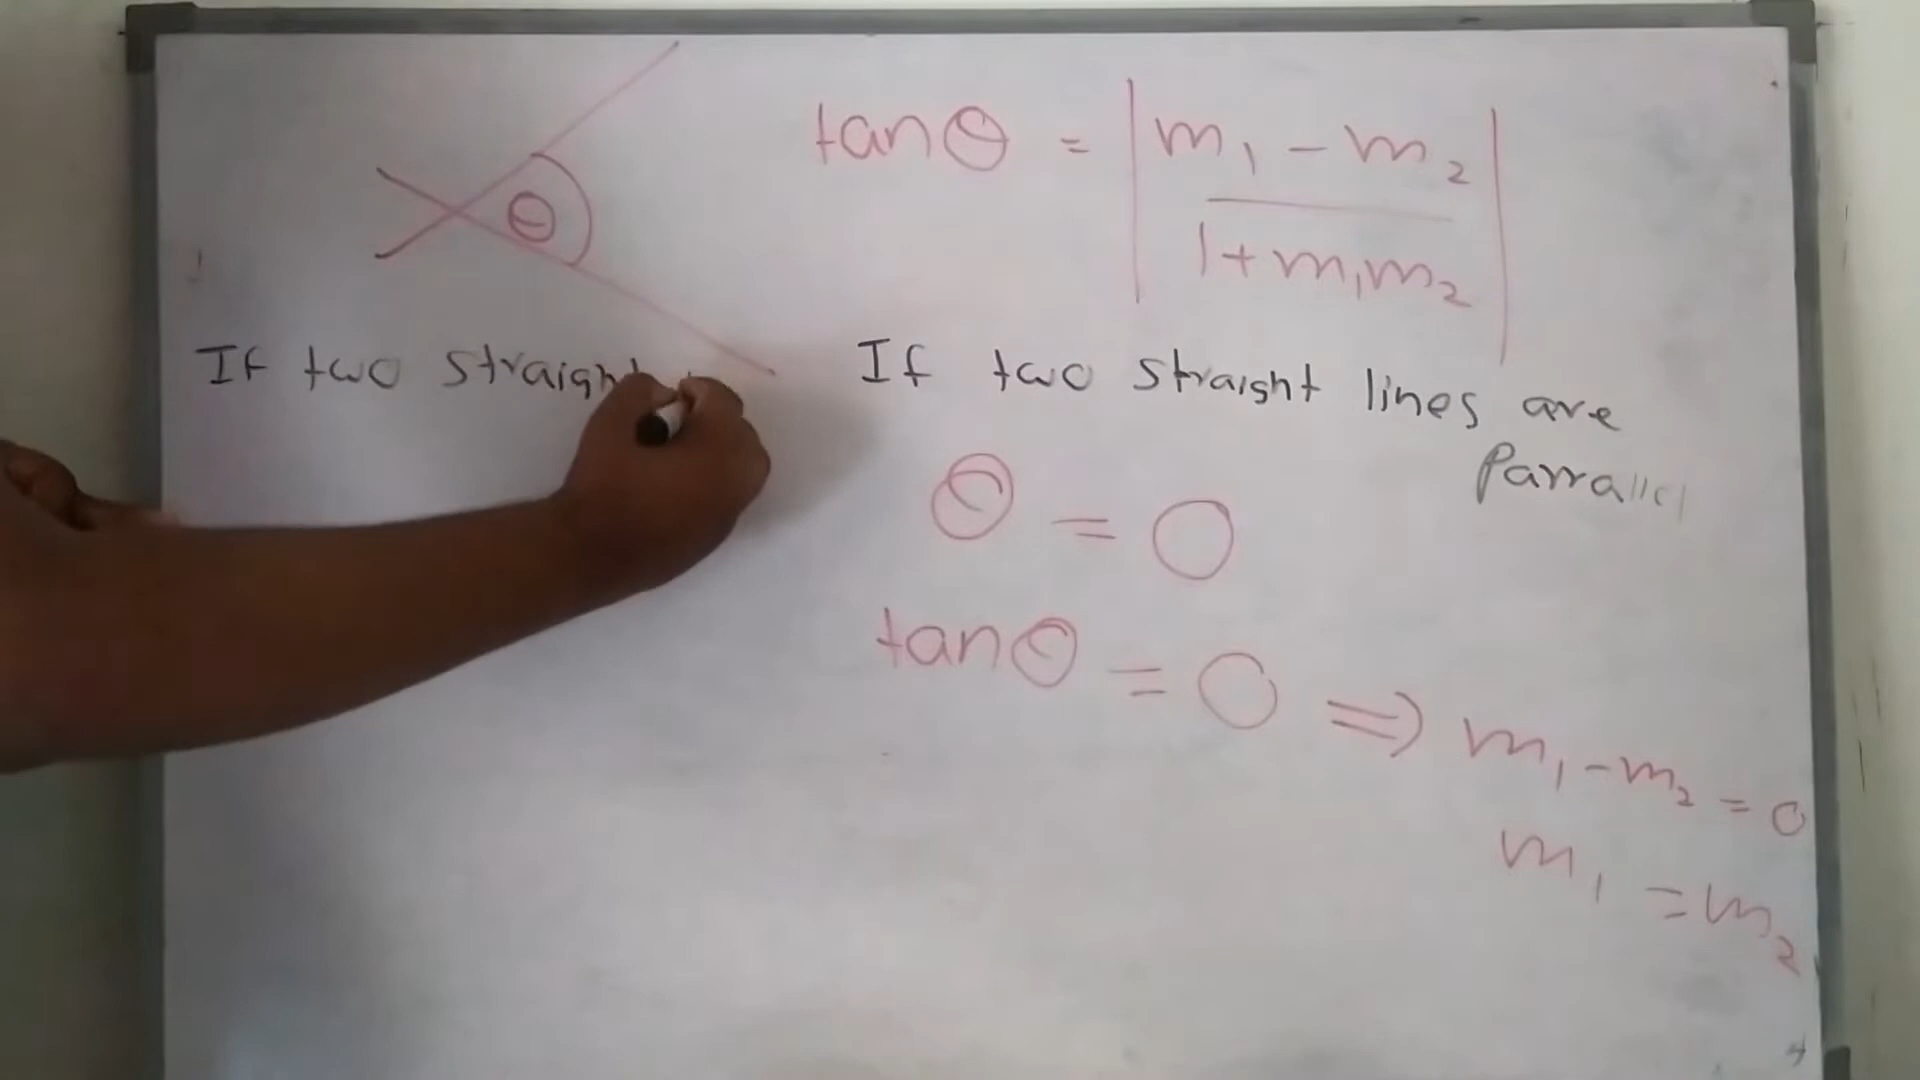 θ
tanθ = | m₁ - m₂ / 1 + m₁m₂ |
If two straight
If two straight lines are
Parrallel
θ = 0
tanθ = 0 ⇒ m₁ - m₂ = 0
m₁ = m₂